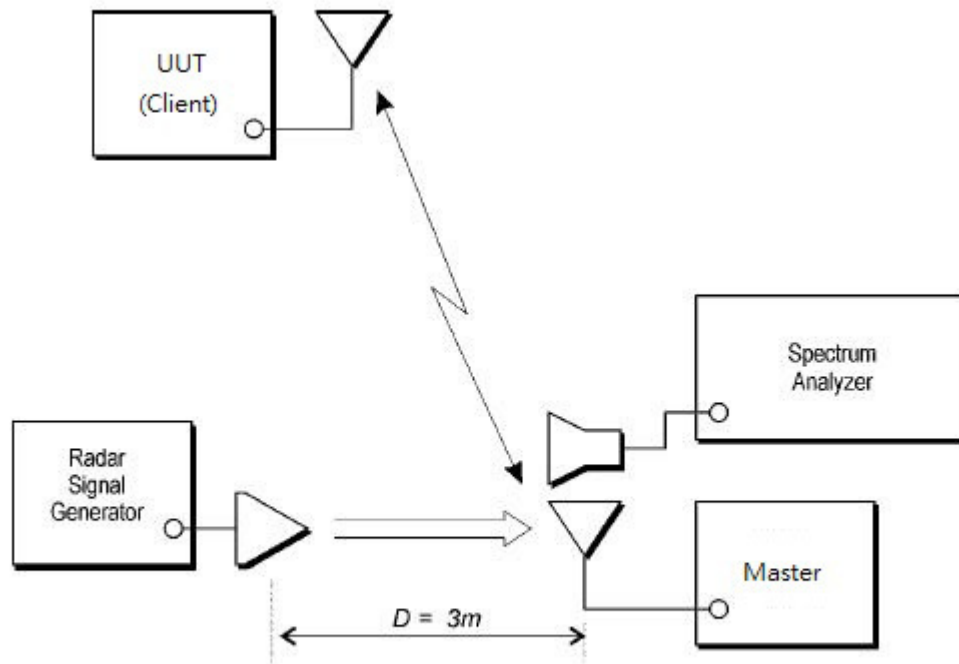 UUT
(Client)
Spectrum
Analyzer
Radar
Signal
Generator
Master
D = 3m